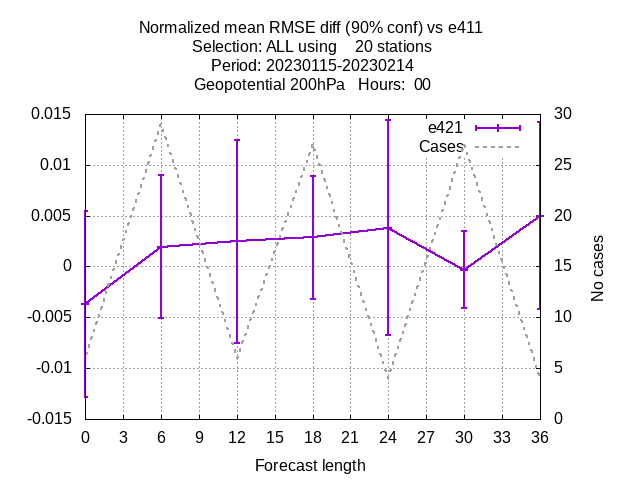 Normalized mean RMSE diff (90% conf) vs e411
Selection: ALL using    20 stations
Period: 20230115-20230214
Geopotential 200hPa   Hours:  00
e421
Cases
0.015
0.01
0.005
0
-0.005
-0.01
-0.015
30
25
20
15
10
5
0
No cases
0 3 6 9 12 15 18 21 24 27 30 33 36
Forecast length